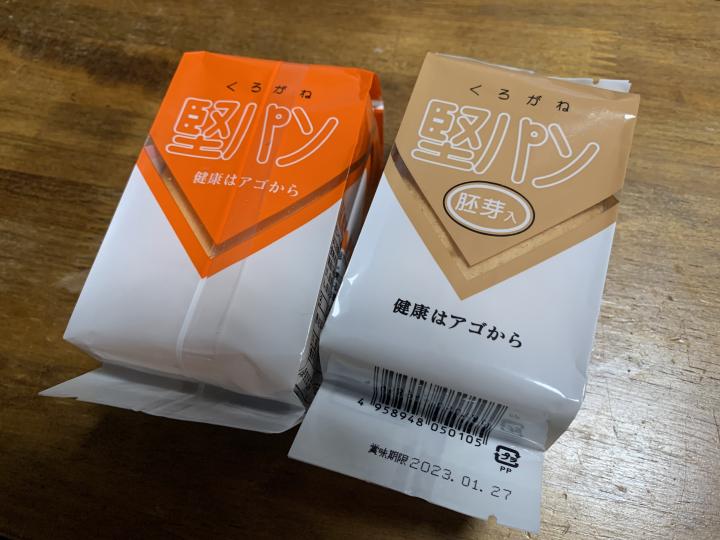 くろがね
堅パン
健康はアゴから
くろがね
堅パン
胚芽入
健康はアゴから
4 958948 050105
プラ
PP
賞味期限 2023.01.27